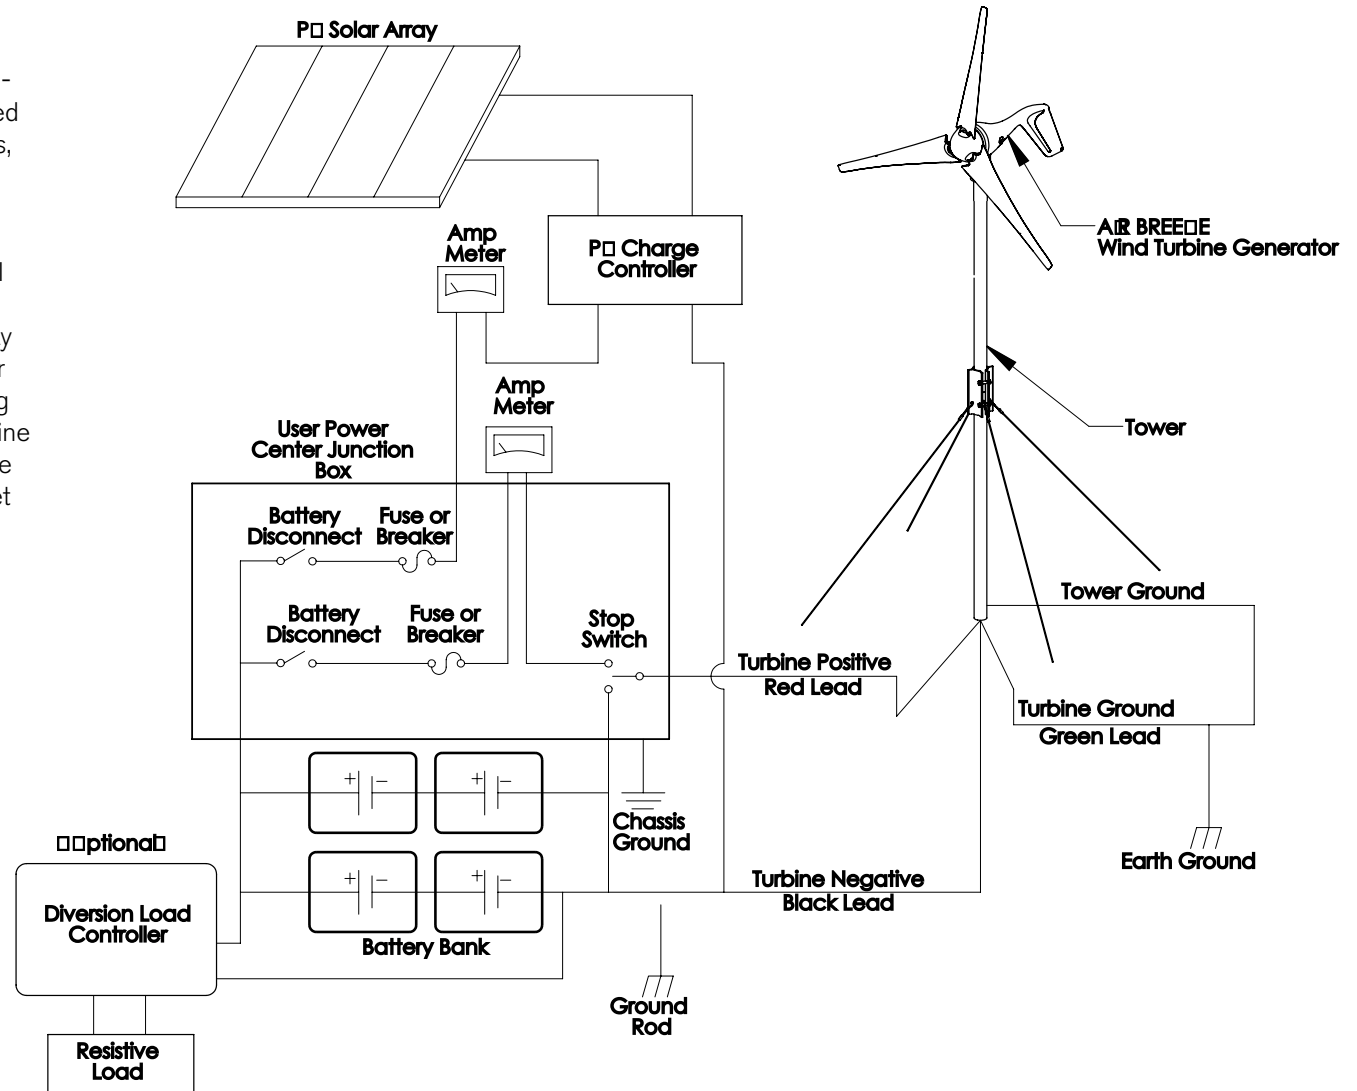 -
ed
s,
l
y
r
g
ine
e
et
P□ Solar Array
Amp
Meter
P□ Charge
Controller
A□R BREE□E
Wind Turbine Generator
Amp
Meter
Tower
User Power
Center Junction
Box
Battery
Disconnect
Fuse or
Breaker
Battery
Disconnect
Fuse or
Breaker
Stop
Switch
Tower Ground
Turbine Positive
Red Lead
Turbine Ground
Green Lead
+ −
+ −
Chassis
Ground
Earth Ground
□□ptional□
Diversion Load
Controller
+ −
+ −
Battery Bank
Turbine Negative
Black Lead
Ground
Rod
Resistive
Load